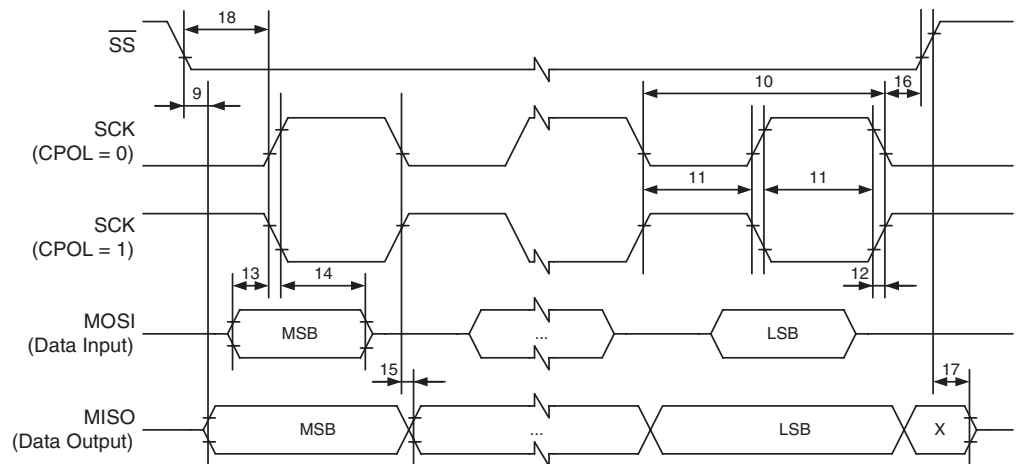 18
SS
10
9
16
SCK
(CPOL = 0)
11
11
SCK
(CPOL = 1)
13
14
12
MOSI
(Data Input)
MSB
...
LSB
15
17
MISO
(Data Output)
MSB
...
LSB
X